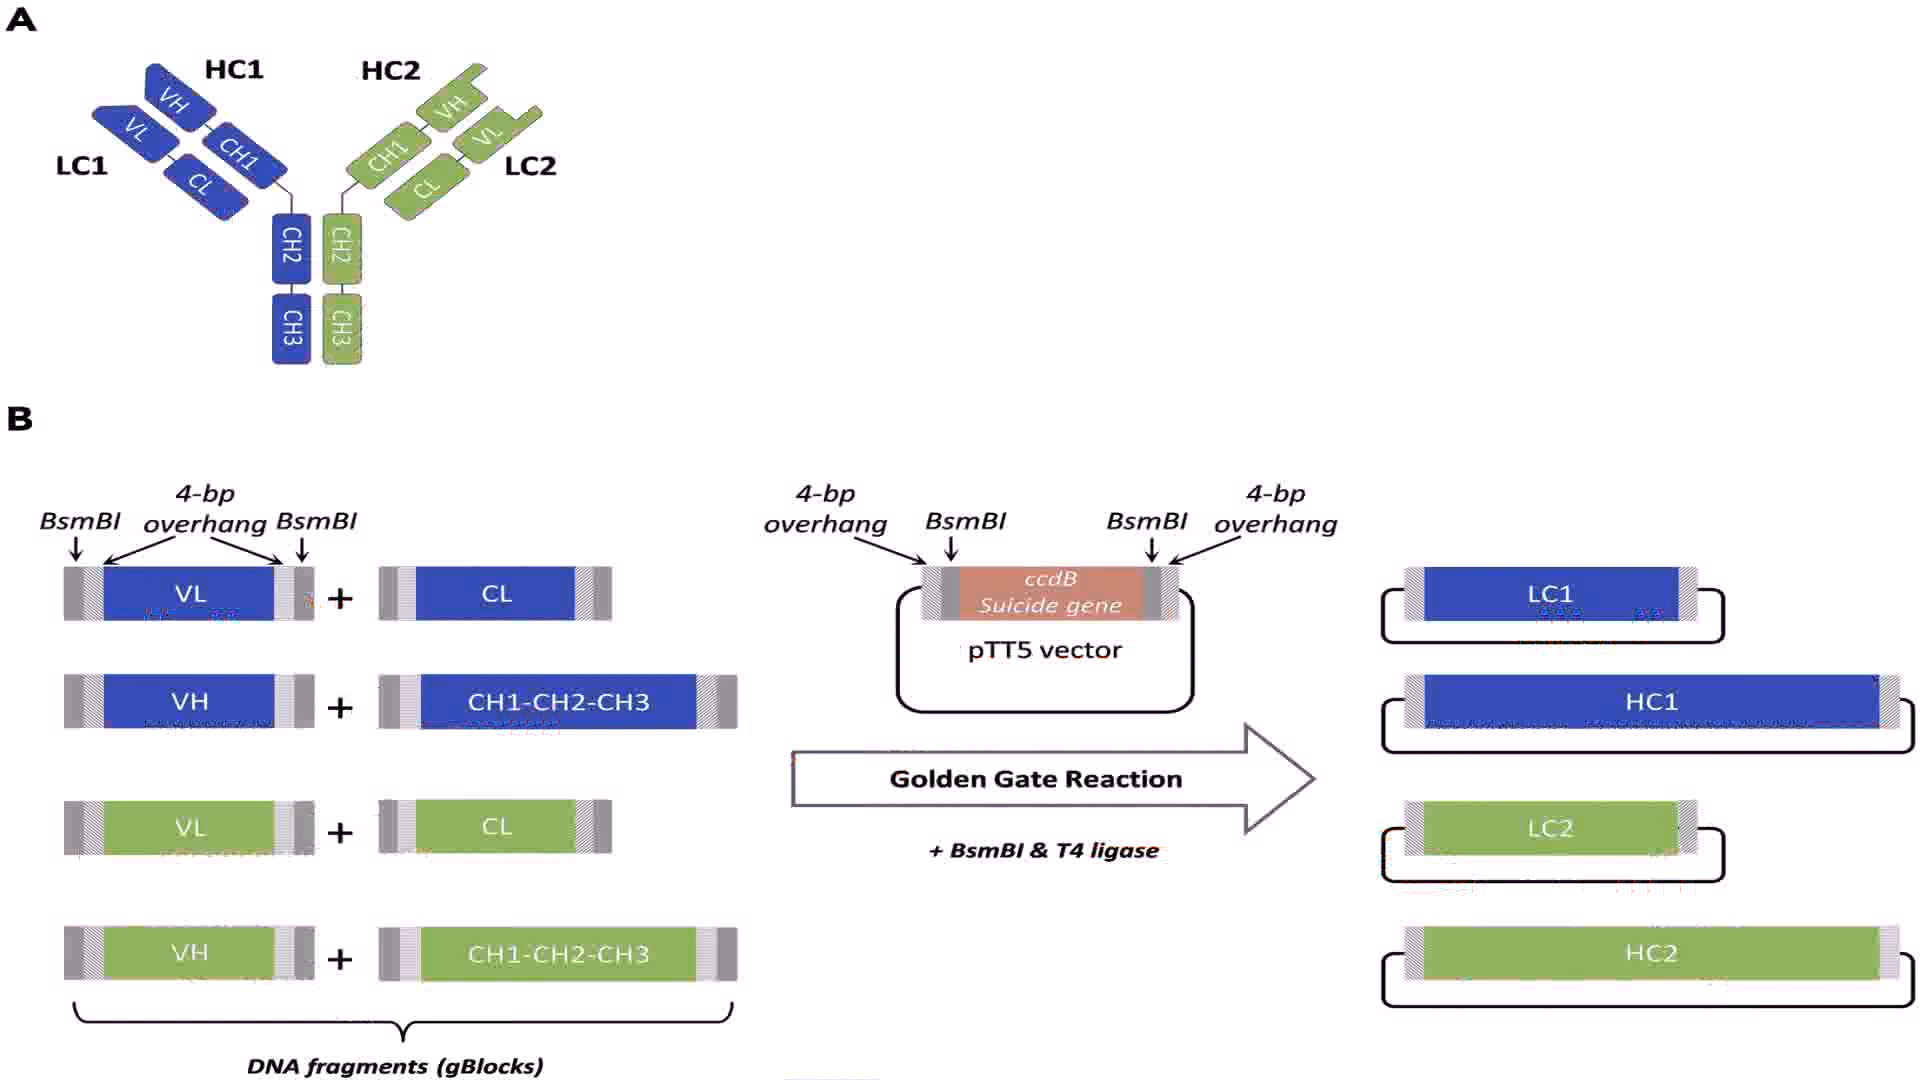 A
HC1
HC2
VH
VH
VL
VL
CH1
CH1
LC1
LC2
CL
CL
CH2
CH2
CH3
CH3
B
4-bp
overhang
BsmBI
BsmBI
4-bp
overhang
BsmBI
BsmBI
4-bp
overhang
VL
+
CL
ccdB
Suicide gene
pTT5 vector
LC1
VH
+
CH1-CH2-CH3
HC1
Golden Gate Reaction
+ BsmBI & T4 ligase
VL
+
CL
LC2
VH
+
CH1-CH2-CH3
HC2
DNA fragments (gBlocks)